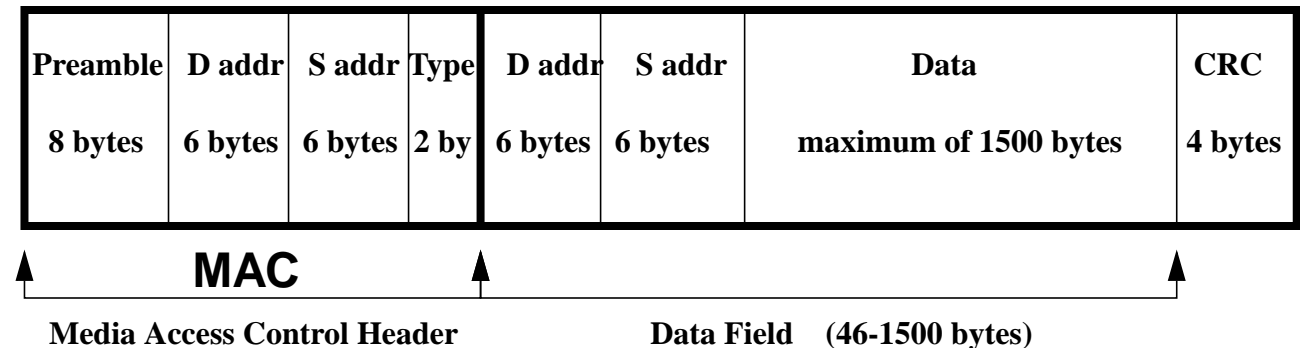 Preamble D addr S addr Type D addr S addr Data CRC
8 bytes 6 bytes 6 bytes 2 by 6 bytes 6 bytes maximum of 1500 bytes 4 bytes
MAC
Media Access Control Header Data Field (46-1500 bytes)